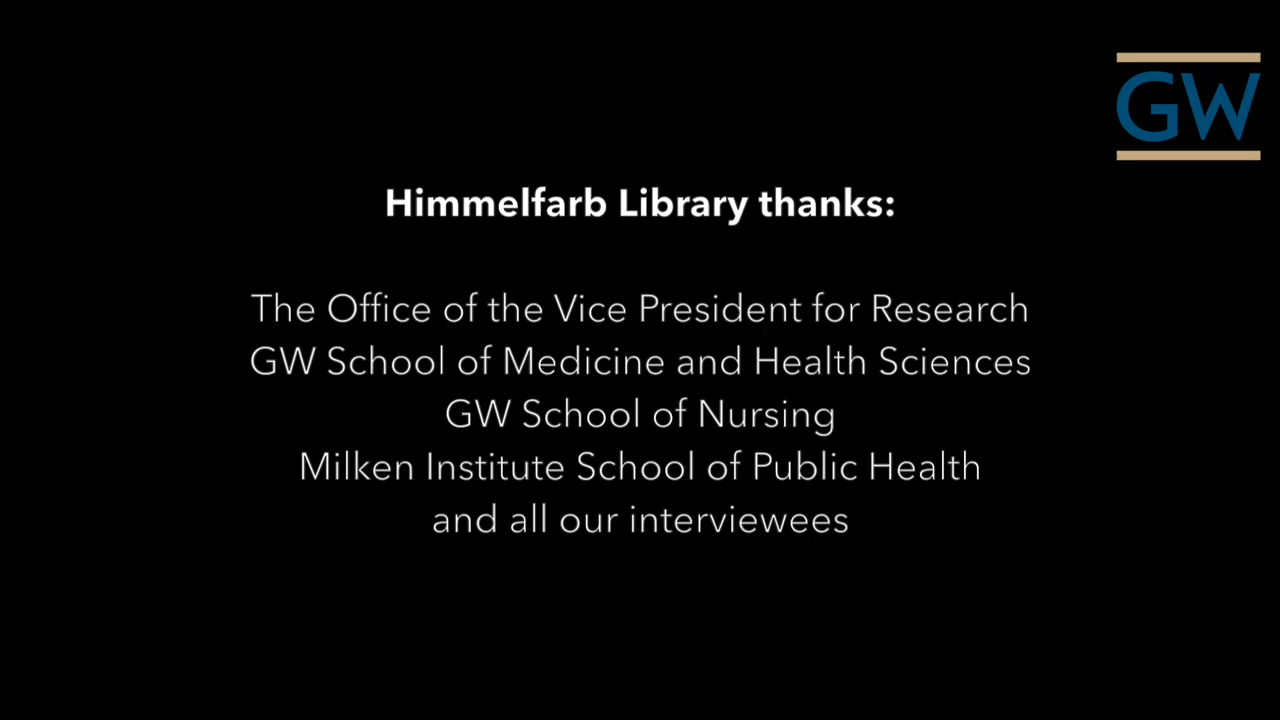 GW
Himmelfarb Library thanks:
The Office of the Vice President for Research
GW School of Medicine and Health Sciences
GW School of Nursing
Milken Institute School of Public Health
and all our interviewees